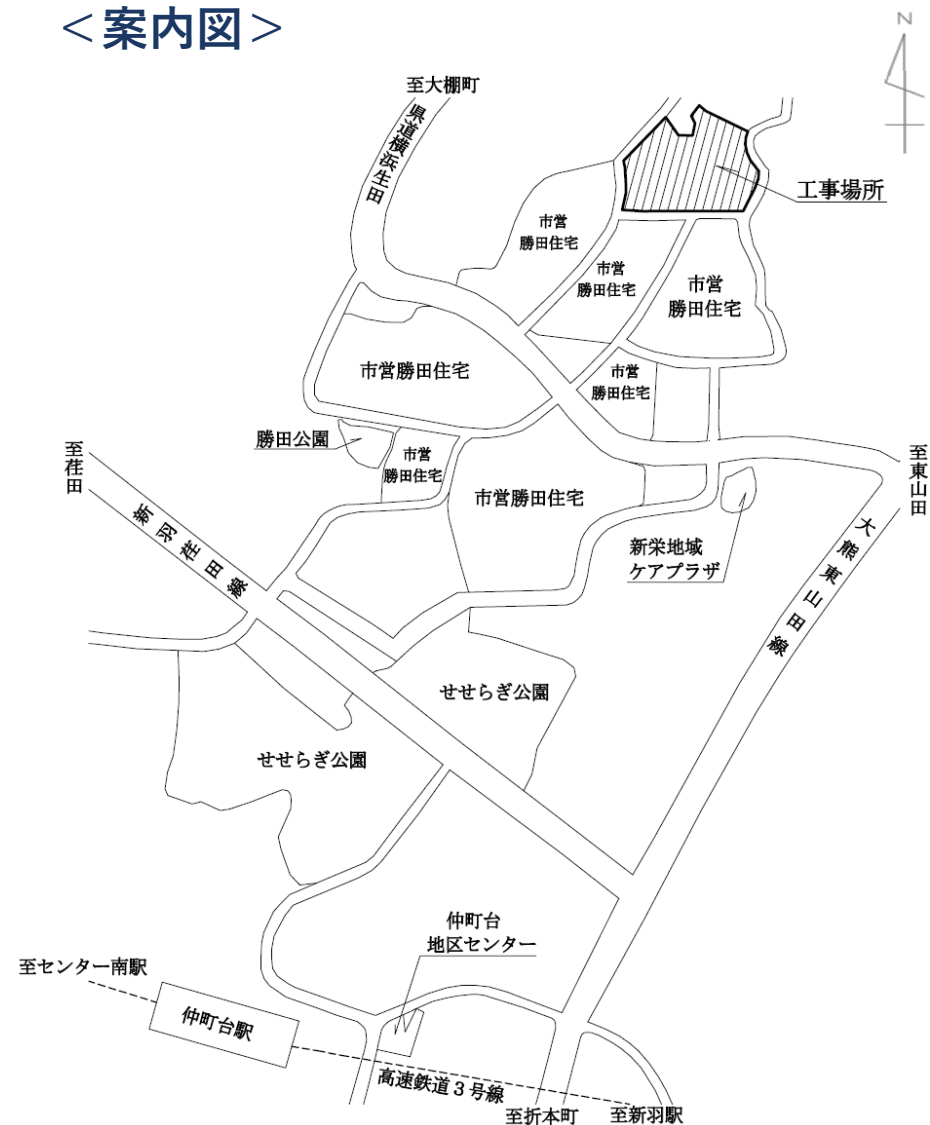 ＜案内図＞
N
至大棚町
県道横浜生田
工事場所
市営
勝田住宅
市営
勝田住宅
市営
勝田住宅
市営勝田住宅
市営
勝田住宅
勝田公園
市営
勝田住宅
至荏田
至東山田
市営勝田住宅
新羽荏田線
大熊東山田線
新栄地域
ケアプラザ
せせらぎ公園
せせらぎ公園
仲町台
地区センター
至センター南駅
仲町台駅
高速鉄道３号線
至折本町
至新羽駅